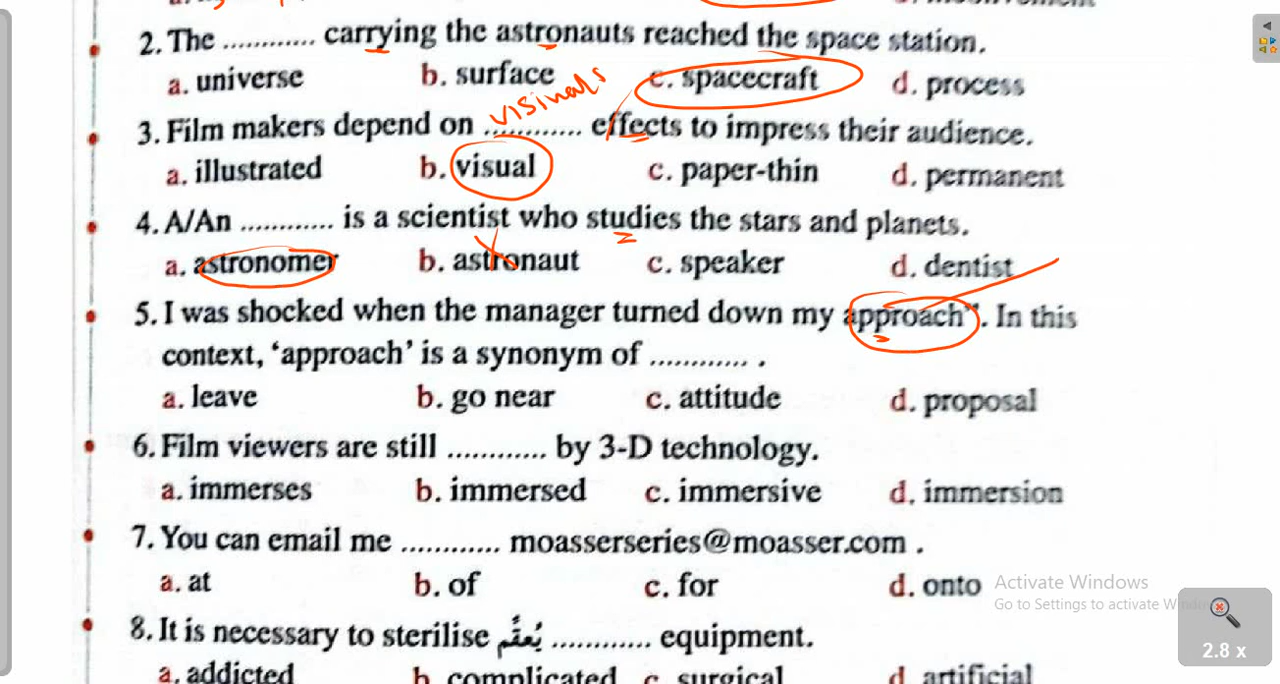 2. The ............ carrying the astronauts reached the space station.
a. universe b. surface c. spacecraft d. process
visinals
3. Film makers depend on ............ effects to impress their audience.
a. illustrated b. visual c. paper-thin d. permanent
4. A/An ............ is a scientist who studies the stars and planets.
a. astronomer b. astronaut c. speaker d. dentist
5. I was shocked when the manager turned down my approach". In this
context, ‘approach’ is a synonym of ............ .
a. leave b. go near c. attitude d. proposal
6. Film viewers are still ............ by 3-D technology.
a. immerses b. immersed c. immersive d. immersion
7. You can email me ............ moasserseries@moasser.com .
a. at b. of c. for d. onto
Activate Windows
Go to Settings to activate
8. It is necessary to sterilise يُعقَّم ............ equipment.
2.8 x
a. addicted b. complicated c. surgical d. artificial